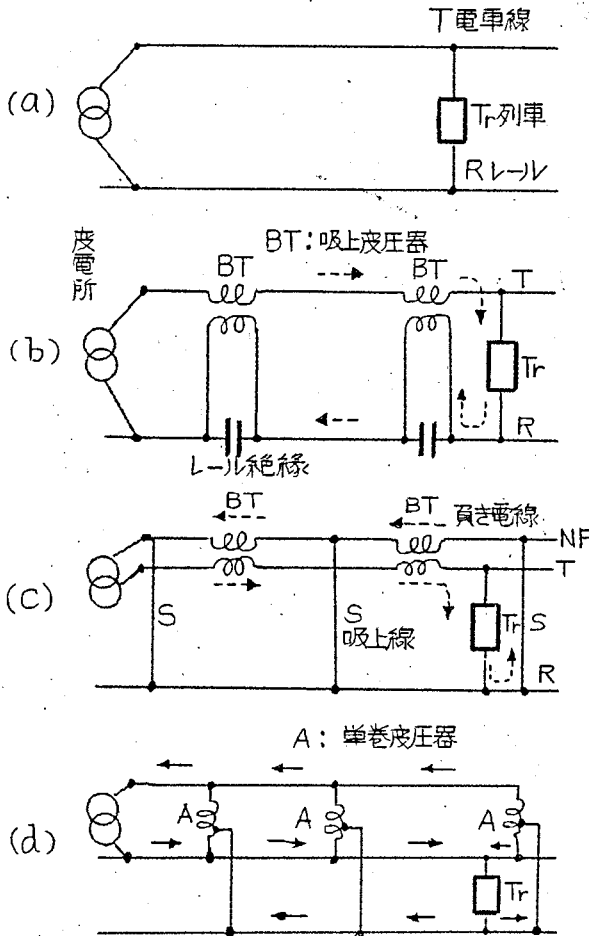 T電車線
(a)
Tr列車
Rレール
変電所
BT:吸上変圧器
BT
BT
T
(b)
Tr
R
レール絶縁
BT
BT
負き電線
NF
T
(c)
S
S
吸上線
Tr
S
R
A: 単巻変圧器
A
A
A
(d)
Tr